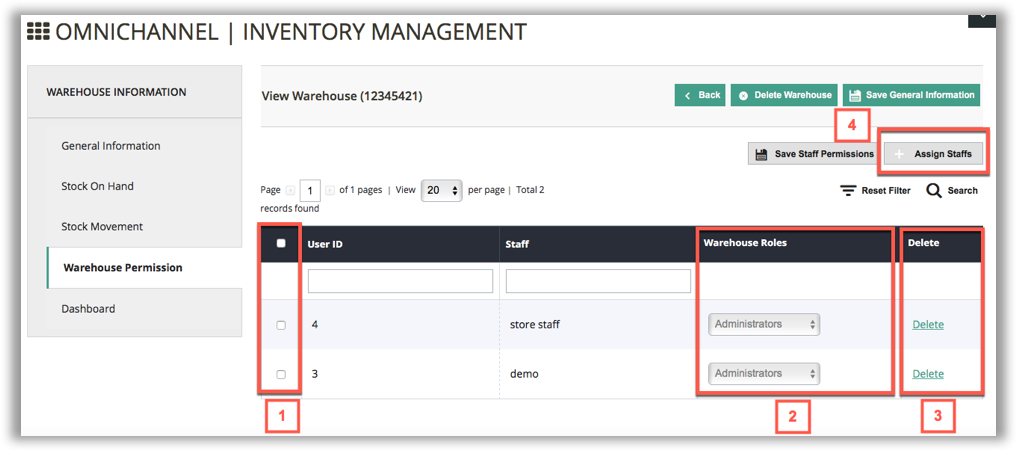 OMNICHANNEL | INVENTORY MANAGEMENT
WAREHOUSE INFORMATION
General Information
Stock On Hand
Stock Movement
Warehouse Permission
Dashboard
View Warehouse (12345421)
Back Delete Warehouse Save General Information
4
Save Staff Permissions Assign Staffs
Page 1 of 1 pages | View 20 per page | Total 2
records found
Reset Filter Search
User ID Staff Warehouse Roles Delete
4 store staff Administrators Delete
3 demo Administrators Delete
1 2 3